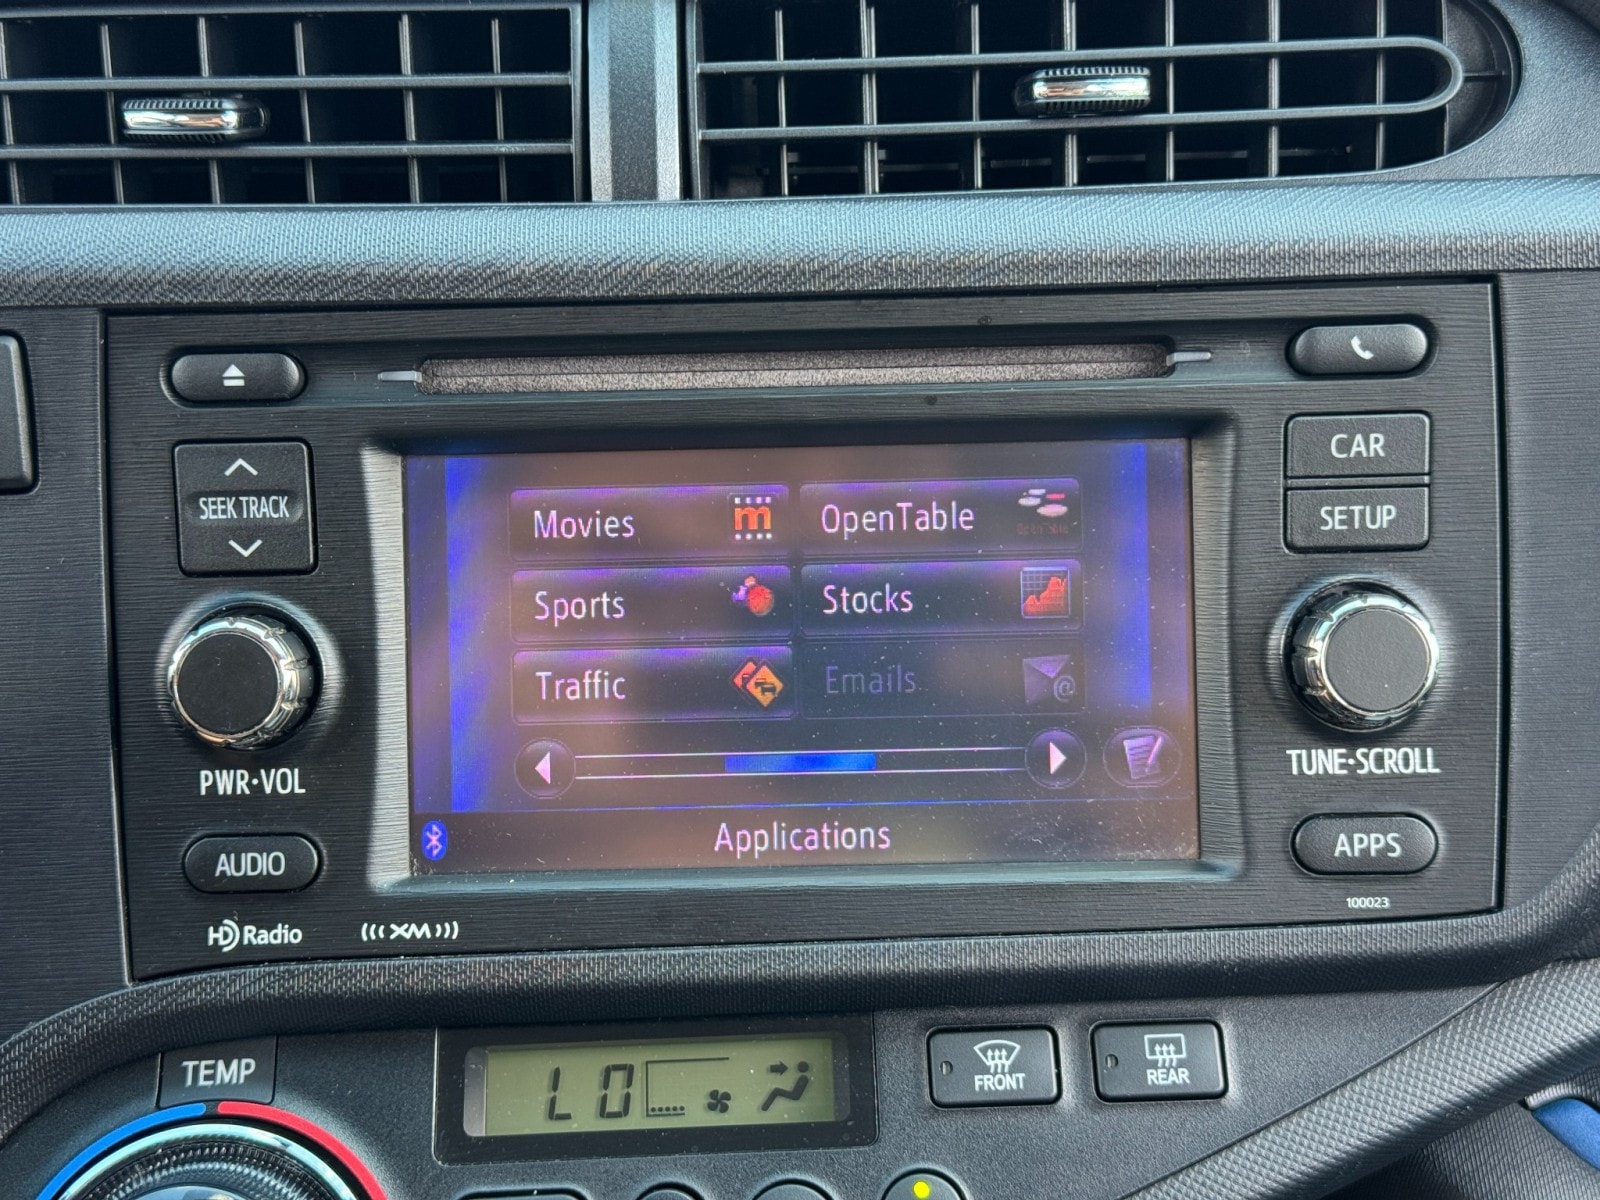 CAR
SEEK TRACK
SETUP
Movies
m
OpenTable
OpenTable
Sports
Stocks
Traffic
Emails
@
PWR•VOL
TUNE•SCROLL
Applications
AUDIO
APPS
100023
HD Radio
(((XM)))
TEMP
LO
FRONT
REAR